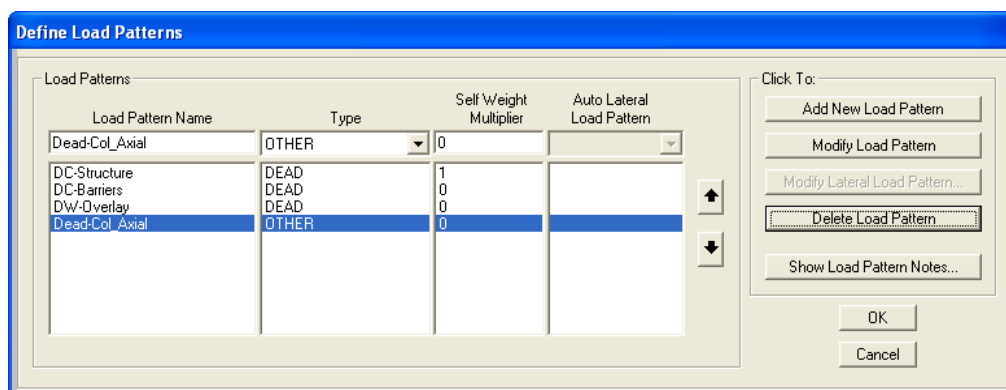 Define Load Patterns
Load Patterns
Load Pattern Name Type Self Weight Multiplier Auto Lateral Load Pattern
Dead-Col_Axial OTHER 0
DC-Structure DEAD 1
DC-Barriers DEAD 0
DW-Overlay DEAD 0
Dead-Col_Axial OTHER 0
Click To:
Add New Load Pattern
Modify Load Pattern
Modify Lateral Load Pattern...
Delete Load Pattern
Show Load Pattern Notes...
OK
Cancel